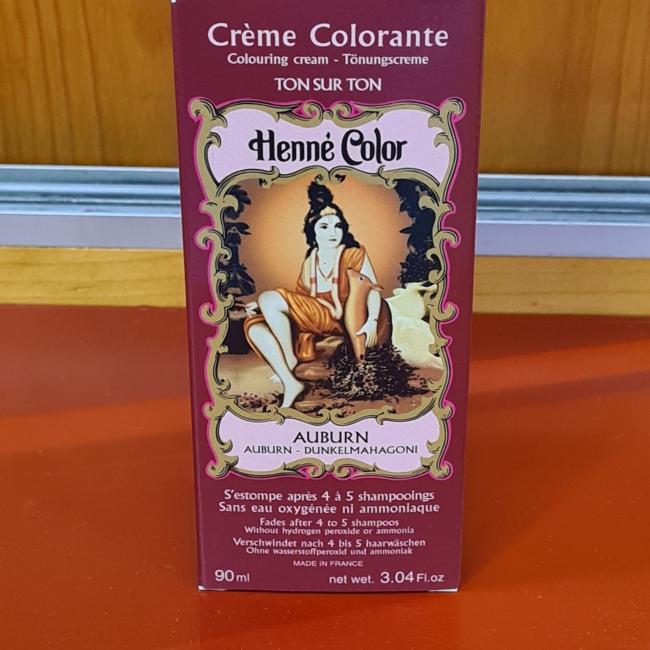 Crème Colorante
Colouring cream - Tönungscreme
TON SUR TON
Henné Color
AUBURN
AUBURN - DUNKELMAHAGONI
S'estompe après 4 à 5 shampooings
Sans eau oxygénée ni ammoniaque
Fades after 4 to 5 shampoos
Without hydrogen peroxide or ammonia
Verschwindet nach 4 bis 5 haarwäschen
Ohne wasserstoffperoxid und ammoniak
MADE IN FRANCE
90 ml net wet. 3.04 Fl.oz